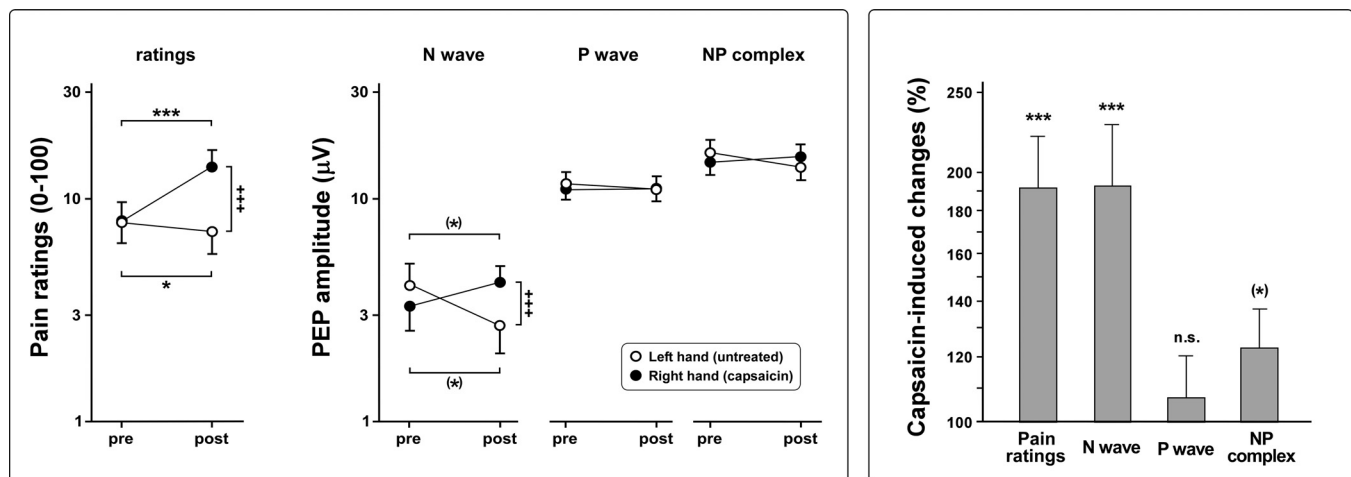 ratings
N wave
P wave
NP complex
Pain ratings (0-100)
30
10
3
1
***
+++
*
pre
post
PEP amplitude (μV)
30
10
3
1
(*)
+++
(*)
pre
post
pre
post
pre
post
Left hand (untreated)
Right hand (capsaicin)
Capsaicin-induced changes (%)
250
200
180
160
140
120
100
***
***
n.s.
(*)
Pain
ratings
N wave
P wave
NP
complex